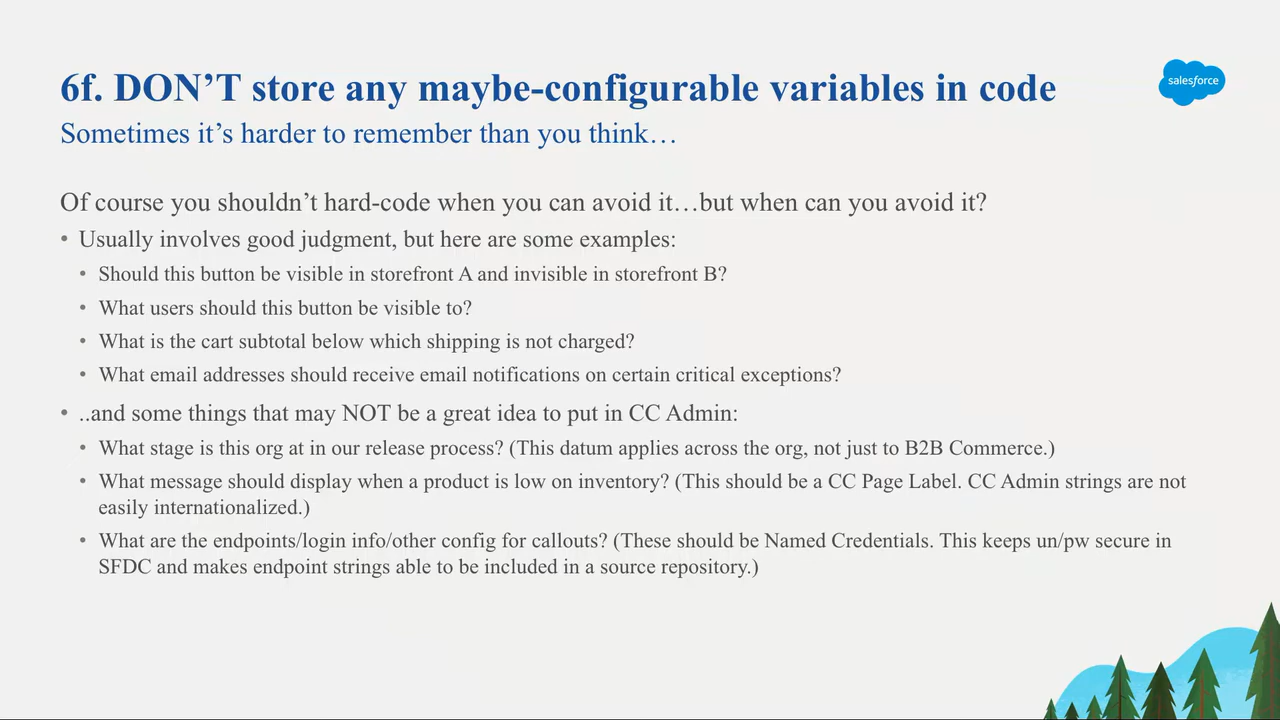 6f. DON’T store any maybe-configurable variables in code
salesforce
Sometimes it’s harder to remember than you think…
Of course you shouldn’t hard-code when you can avoid it…but when can you avoid it?
• Usually involves good judgment, but here are some examples:
• Should this button be visible in storefront A and invisible in storefront B?
• What users should this button be visible to?
• What is the cart subtotal below which shipping is not charged?
• What email addresses should receive email notifications on certain critical exceptions?
• ..and some things that may NOT be a great idea to put in CC Admin:
• What stage is this org at in our release process? (This datum applies across the org, not just to B2B Commerce.)
• What message should display when a product is low on inventory? (This should be a CC Page Label. CC Admin strings are not
easily internationalized.)
• What are the endpoints/login info/other config for callouts? (These should be Named Credentials. This keeps un/pw secure in
SFDC and makes endpoint strings able to be included in a source repository.)